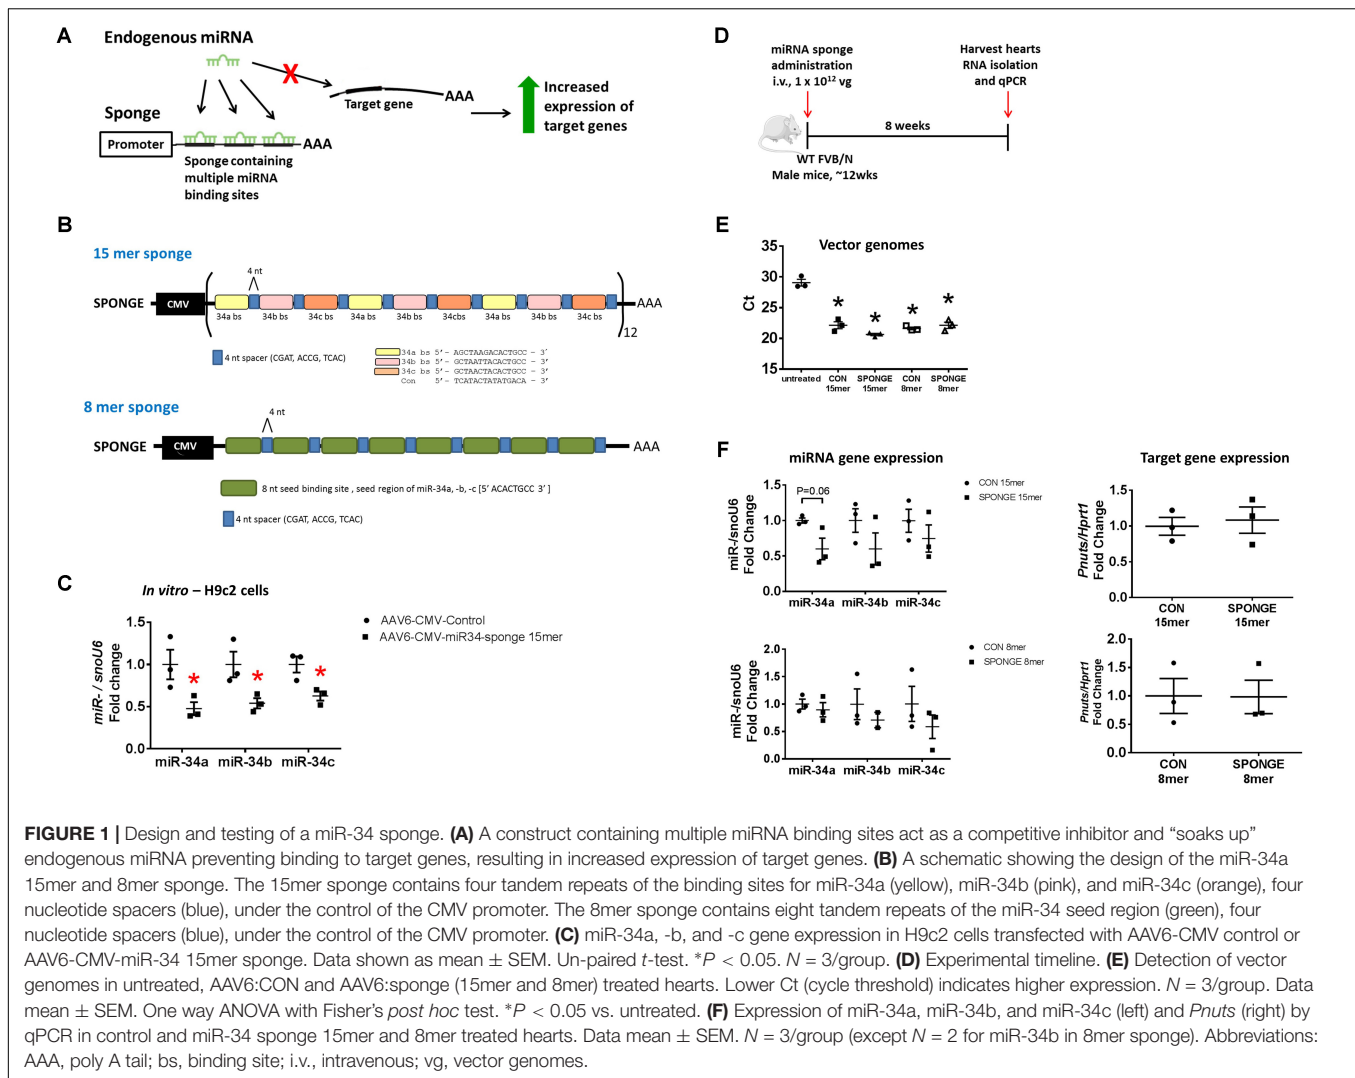 A
Endogenous miRNA
X
Target gene
AAA
Increased
expression of
target genes
Sponge
Promoter
AAA
Sponge containing
multiple miRNA
binding sites
B
15 mer sponge
4 nt
SPONGE
CMV
AAA
34a bs 34b bs 34c bs 34a bs 34b bs 34cbs 34a bs 34b bs 34c bs
12
4 nt spacer (CGAT, ACCG, TCAC)
34a bs 5'- AGCTAAGACACTGCC - 3'
34b bs 5'- GCTAATTACACTGCC - 3'
34c bs 5'- GCTAACTACACTGCC - 3'
Con 5'- TCATACTATATGACA - 3'
8 mer sponge
4 nt
SPONGE
CMV
AAA
8 nt seed binding site , seed region of miR-34a, -b, -c [5' ACACTGCC 3' ]
4 nt spacer (CGAT, ACCG, TCAC)
C
In vitro – H9c2 cells
AAV6-CMV-Control
AAV6-CMV-miR34-sponge 15mer
miR- / snoU6
Fold change
1.5
1.0
0.5
0.0
* * *
miR-34a miR-34b miR-34c
D
miRNA sponge
administration
i.v., 1 x 10¹² vg
Harvest hearts
RNA isolation
and qPCR
8 weeks
WT FVB/N
Male mice, ~12wks
E
Vector genomes
Ct
35
30
25
20
15
* * * *
untreated
CON
15mer
SPONGE
15mer
CON
8mer
SPONGE
8mer
F
miRNA gene expression
CON 15mer
SPONGE 15mer
P=0.06
miR-/snoU6
Fold Change
1.5
1.0
0.5
0.0
miR-34a miR-34b miR-34c
Target gene expression
Pnuts/Hprt1
Fold Change
1.5
1.0
0.5
0.0
CON
15mer
SPONGE
15mer
CON 8mer
SPONGE 8mer
miR-/snoU6
Fold Change
2.0
1.5
1.0
0.5
0.0
miR-34a miR-34b miR-34c
Pnuts/Hprt1
Fold Change
2.0
1.5
1.0
0.5
0.0
CON
8mer
SPONGE
8mer
FIGURE 1 | Design and testing of a miR-34 sponge. (A) A construct containing multiple miRNA binding sites act as a competitive inhibitor and “soaks up”
endogenous miRNA preventing binding to target genes, resulting in increased expression of target genes. (B) A schematic showing the design of the miR-34a
15mer and 8mer sponge. The 15mer sponge contains four tandem repeats of the binding sites for miR-34a (yellow), miR-34b (pink), and miR-34c (orange), four
nucleotide spacers (blue), under the control of the CMV promoter. The 8mer sponge contains eight tandem repeats of the miR-34 seed region (green), four
nucleotide spacers (blue), under the control of the CMV promoter. (C) miR-34a, -b, and -c gene expression in H9c2 cells transfected with AAV6-CMV control or
AAV6-CMV-miR-34 15mer sponge. Data shown as mean ± SEM. Un-paired t-test. *P < 0.05. N = 3/group. (D) Experimental timeline. (E) Detection of vector
genomes in untreated, AAV6:CON and AAV6:sponge (15mer and 8mer) treated hearts. Lower Ct (cycle threshold) indicates higher expression. N = 3/group. Data
mean ± SEM. One way ANOVA with Fisher’s post hoc test. *P < 0.05 vs. untreated. (F) Expression of miR-34a, miR-34b, and miR-34c (left) and Pnuts (right) by
qPCR in control and miR-34 sponge 15mer and 8mer treated hearts. Data mean ± SEM. N = 3/group (except N = 2 for miR-34b in 8mer sponge). Abbreviations:
AAA, poly A tail; bs, binding site; i.v., intravenous; vg, vector genomes.